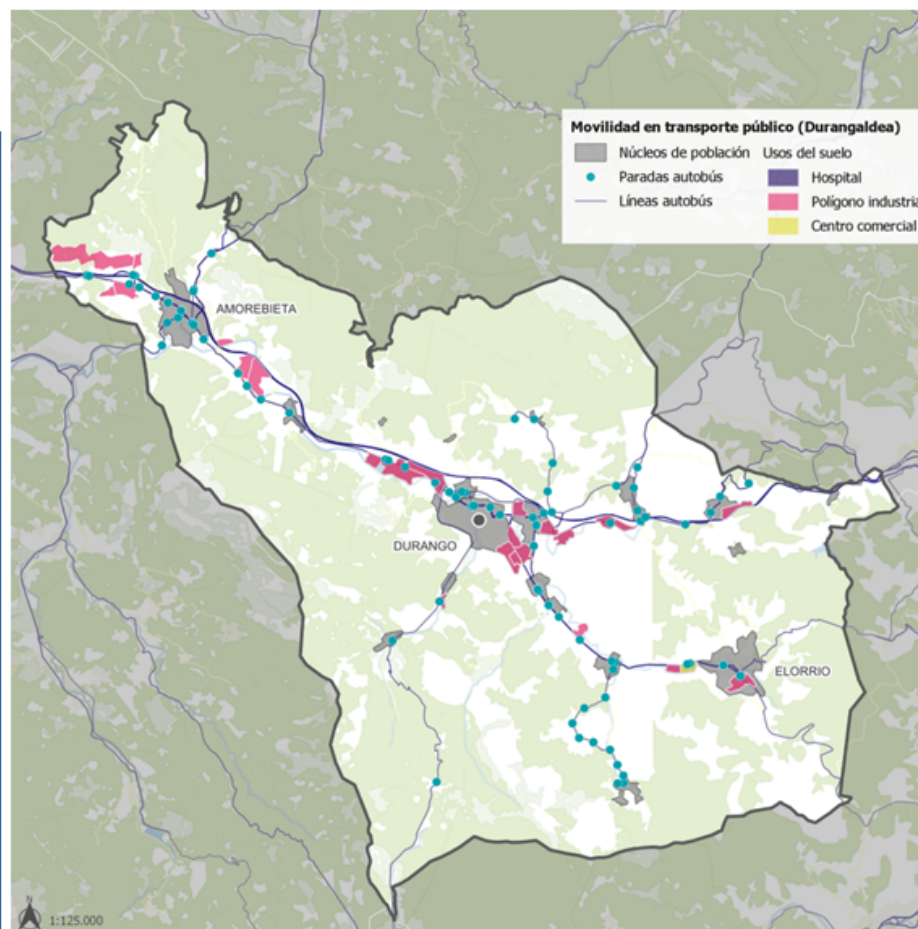 Movilidad en transporte público (Durangaldea)
Núcleos de población Usos del suelo
Paradas autobús Hospital
Líneas autobús Polígono industria
Centro comercial
AMOREBIETA
DURANGO
ELORRIO
N
1:125.000